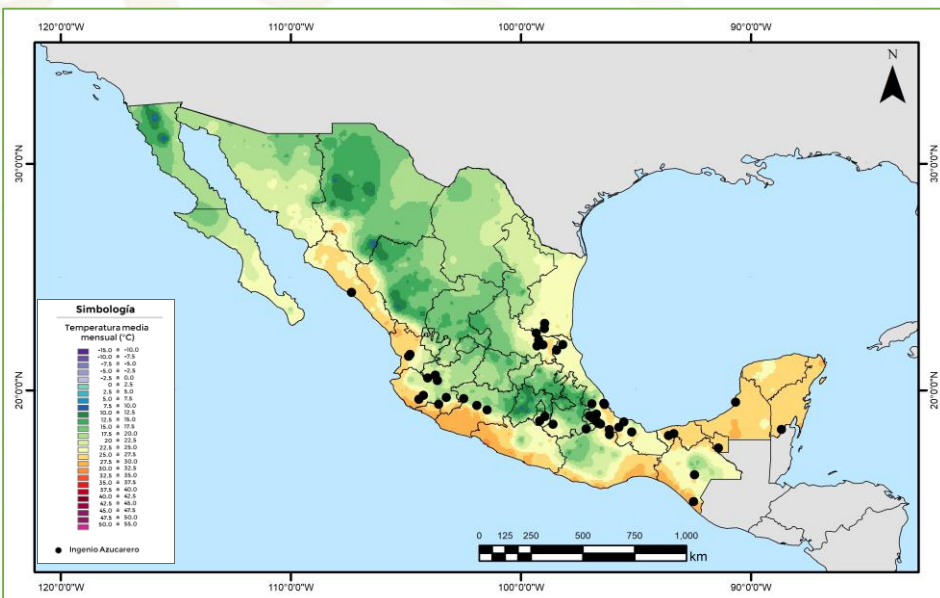 120°0'0"W 110°0'0"W 100°0'0"W 90°0'0"W
N
30°0'0"N 30°0'0"N
20°0'0"N 20°0'0"N
Simbología
Temperatura media
mensual (°C)
-15.0 a -10.0
-10.0 a -7.5
-7.5 a -5.0
-5.0 a -2.5
-2.5 a 0.0
0 a 2.5
2.5 a 5.0
5.0 a 7.5
7.5 a 10.0
10.0 a 12.5
12.5 a 15.0
15.0 a 17.5
17.5 a 20.0
20 a 22.5
22.5 a 25.0
25.0 a 27.5
27.5 a 30.0
30.0 a 32.5
32.5 a 35.0
35.0 a 37.5
37.5 a 40.0
40.0 a 42.5
42.5 a 45.0
45.0 a 47.5
47.5 a 50.0
50.0 a 55.0
Ingenio Azucarero
0 125 250 500 750 1,000
km
120°0'0"W 110°0'0"W 100°0'0"W 90°0'0"W